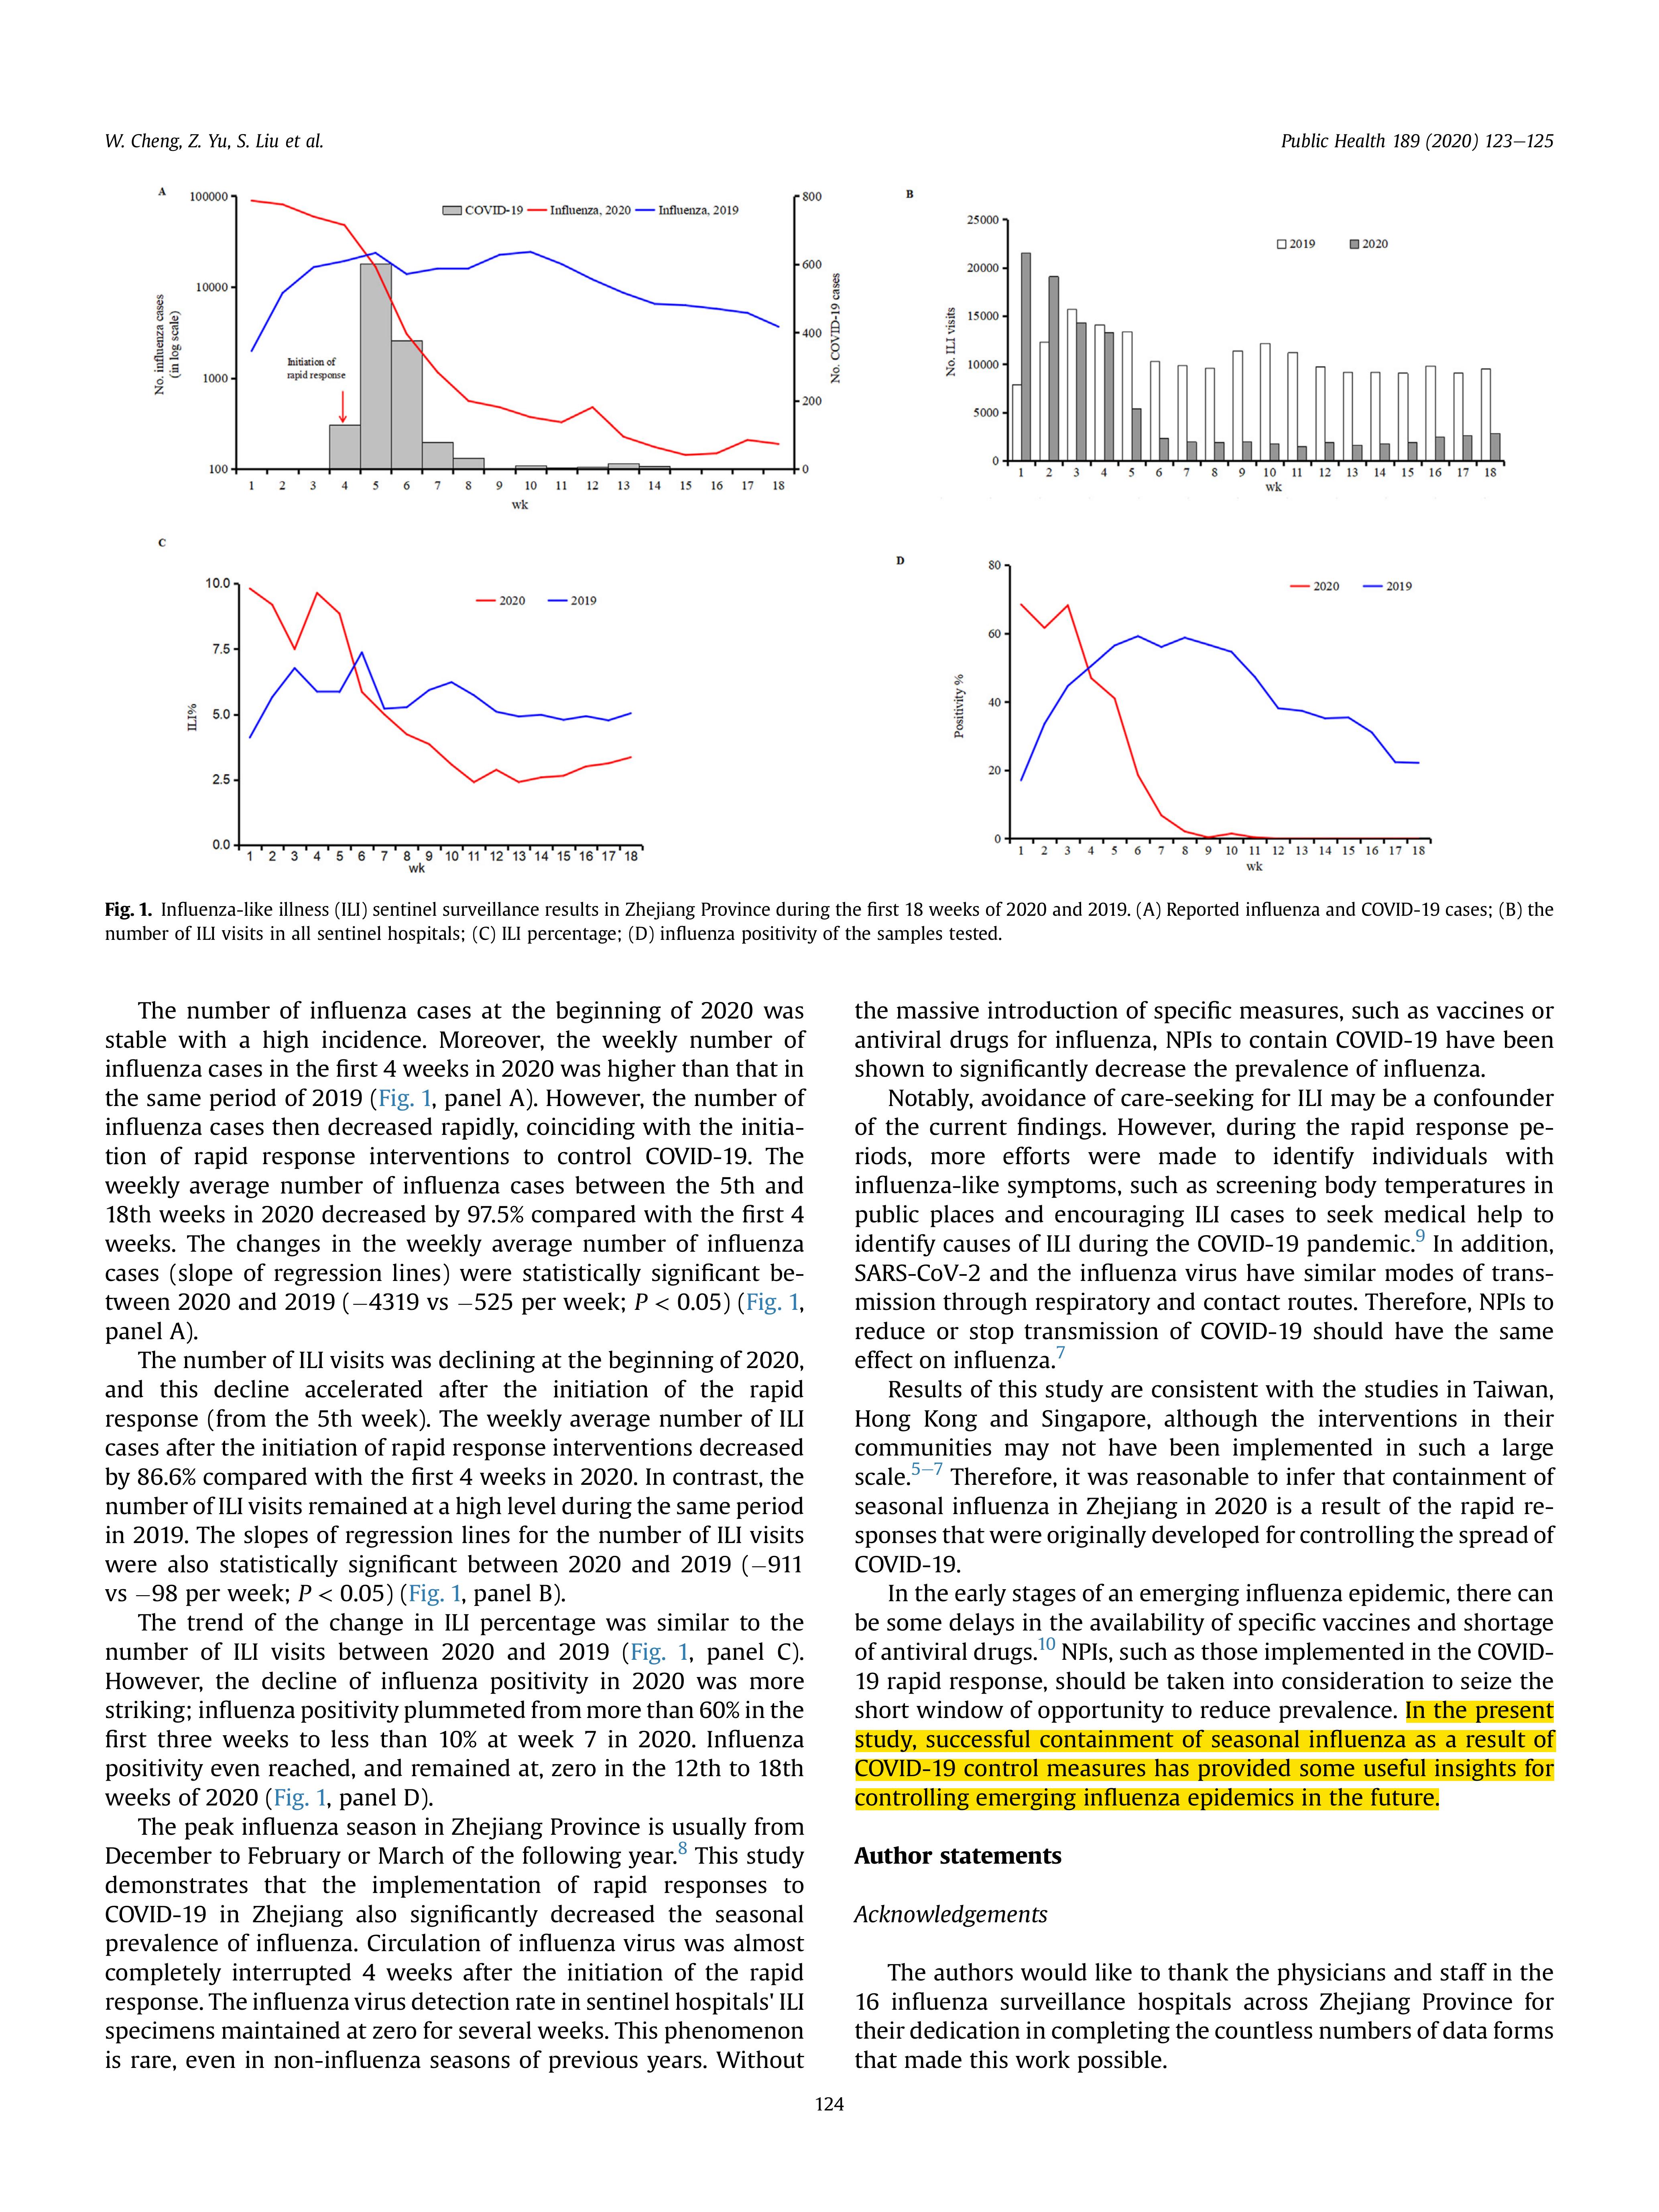 W. Cheng, Z. Yu, S. Liu et al.
Public Health 189 (2020) 123–125
A
100000
10000
1000
100
No. influenza cases
(in log scale)
COVID-19
Influenza, 2020
Influenza, 2019
Initiation of
rapid response
800
600
400
200
0
No. COVID-19 cases
1 2 3 4 5 6 7 8 9 10 11 12 13 14 15 16 17 18
wk
B
25000
20000
15000
10000
5000
0
No. ILI visits
2019
2020
1 2 3 4 5 6 7 8 9 10 11 12 13 14 15 16 17 18
wk
C
10.0
7.5
5.0
2.5
0.0
ILI%
2020
2019
1 2 3 4 5 6 7 8 9 10 11 12 13 14 15 16 17 18
wk
D
80
60
40
20
0
Positivity %
2020
2019
1 2 3 4 5 6 7 8 9 10 11 12 13 14 15 16 17 18
wk
Fig. 1. Influenza-like illness (ILI) sentinel surveillance results in Zhejiang Province during the first 18 weeks of 2020 and 2019. (A) Reported influenza and COVID-19 cases; (B) the
number of ILI visits in all sentinel hospitals; (C) ILI percentage; (D) influenza positivity of the samples tested.
The number of influenza cases at the beginning of 2020 was
stable with a high incidence. Moreover, the weekly number of
influenza cases in the first 4 weeks in 2020 was higher than that in
the same period of 2019 (Fig. 1, panel A). However, the number of
influenza cases then decreased rapidly, coinciding with the initia-
tion of rapid response interventions to control COVID-19. The
weekly average number of influenza cases between the 5th and
18th weeks in 2020 decreased by 97.5% compared with the first 4
weeks. The changes in the weekly average number of influenza
cases (slope of regression lines) were statistically significant be-
tween 2020 and 2019 (−4319 vs −525 per week; P < 0.05) (Fig. 1,
panel A).
The number of ILI visits was declining at the beginning of 2020,
and this decline accelerated after the initiation of the rapid
response (from the 5th week). The weekly average number of ILI
cases after the initiation of rapid response interventions decreased
by 86.6% compared with the first 4 weeks in 2020. In contrast, the
number of ILI visits remained at a high level during the same period
in 2019. The slopes of regression lines for the number of ILI visits
were also statistically significant between 2020 and 2019 (−911
vs −98 per week; P < 0.05) (Fig. 1, panel B).
The trend of the change in ILI percentage was similar to the
number of ILI visits between 2020 and 2019 (Fig. 1, panel C).
However, the decline of influenza positivity in 2020 was more
striking; influenza positivity plummeted from more than 60% in the
first three weeks to less than 10% at week 7 in 2020. Influenza
positivity even reached, and remained at, zero in the 12th to 18th
weeks of 2020 (Fig. 1, panel D).
The peak influenza season in Zhejiang Province is usually from
December to February or March of the following year.8 This study
demonstrates that the implementation of rapid responses to
COVID-19 in Zhejiang also significantly decreased the seasonal
prevalence of influenza. Circulation of influenza virus was almost
completely interrupted 4 weeks after the initiation of the rapid
response. The influenza virus detection rate in sentinel hospitals' ILI
specimens maintained at zero for several weeks. This phenomenon
is rare, even in non-influenza seasons of previous years. Without
the massive introduction of specific measures, such as vaccines or
antiviral drugs for influenza, NPIs to contain COVID-19 have been
shown to significantly decrease the prevalence of influenza.
Notably, avoidance of care-seeking for ILI may be a confounder
of the current findings. However, during the rapid response pe-
riods, more efforts were made to identify individuals with
influenza-like symptoms, such as screening body temperatures in
public places and encouraging ILI cases to seek medical help to
identify causes of ILI during the COVID-19 pandemic.9 In addition,
SARS-CoV-2 and the influenza virus have similar modes of trans-
mission through respiratory and contact routes. Therefore, NPIs to
reduce or stop transmission of COVID-19 should have the same
effect on influenza.7
Results of this study are consistent with the studies in Taiwan,
Hong Kong and Singapore, although the interventions in their
communities may not have been implemented in such a large
scale.5–7 Therefore, it was reasonable to infer that containment of
seasonal influenza in Zhejiang in 2020 is a result of the rapid re-
sponses that were originally developed for controlling the spread of
COVID-19.
In the early stages of an emerging influenza epidemic, there can
be some delays in the availability of specific vaccines and shortage
of antiviral drugs.10 NPIs, such as those implemented in the COVID-
19 rapid response, should be taken into consideration to seize the
short window of opportunity to reduce prevalence. In the present
study, successful containment of seasonal influenza as a result of
COVID-19 control measures has provided some useful insights for
controlling emerging influenza epidemics in the future.
Author statements
Acknowledgements
The authors would like to thank the physicians and staff in the
16 influenza surveillance hospitals across Zhejiang Province for
their dedication in completing the countless numbers of data forms
that made this work possible.
124